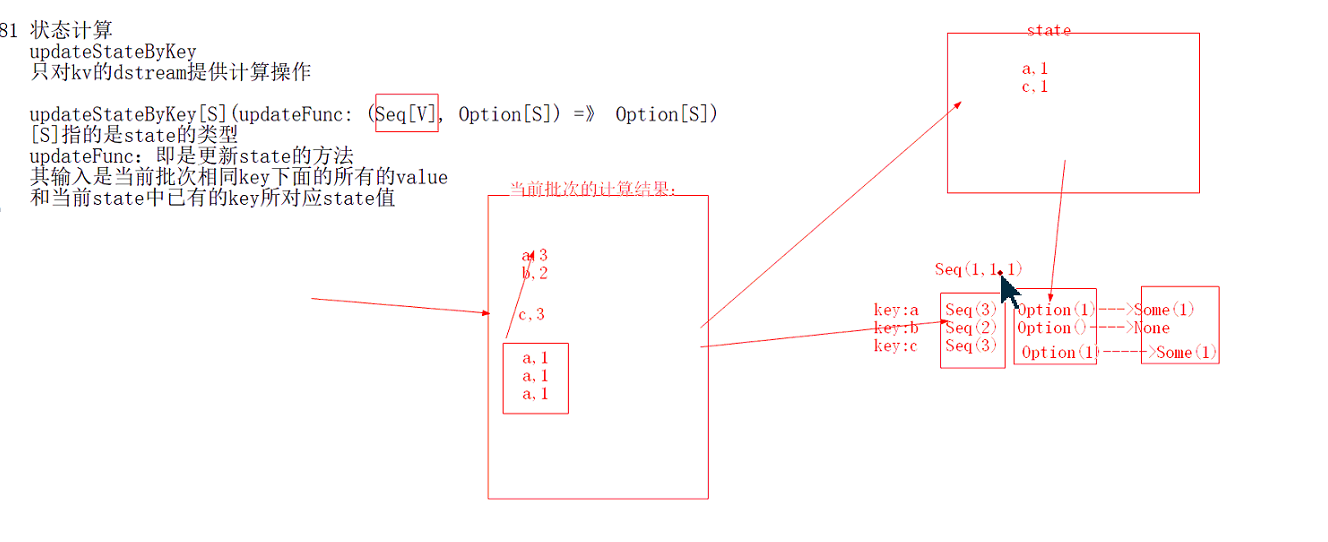 81 状态计算
updateStateByKey
只对kv的dstream提供计算操作
updateStateByKey[S](updateFunc: (Seq[V], Option[S]) =》 Option[S])
[S]指的是state的类型
updateFunc: 即是更新state的方法
其输入是当前批次相同key下面的所有的value
和当前state中已有的key所对应state值
当前批次的计算结果:
a,3
b,2
c,3
a,1
a,1
a,1
state
a,1
c,1
Seq(1,1,1)
key:a Seq(3) Option(1)--->Some(1)
key:b Seq(2) Option()--->None
key:c Seq(3) Option(1)----->Some(1)